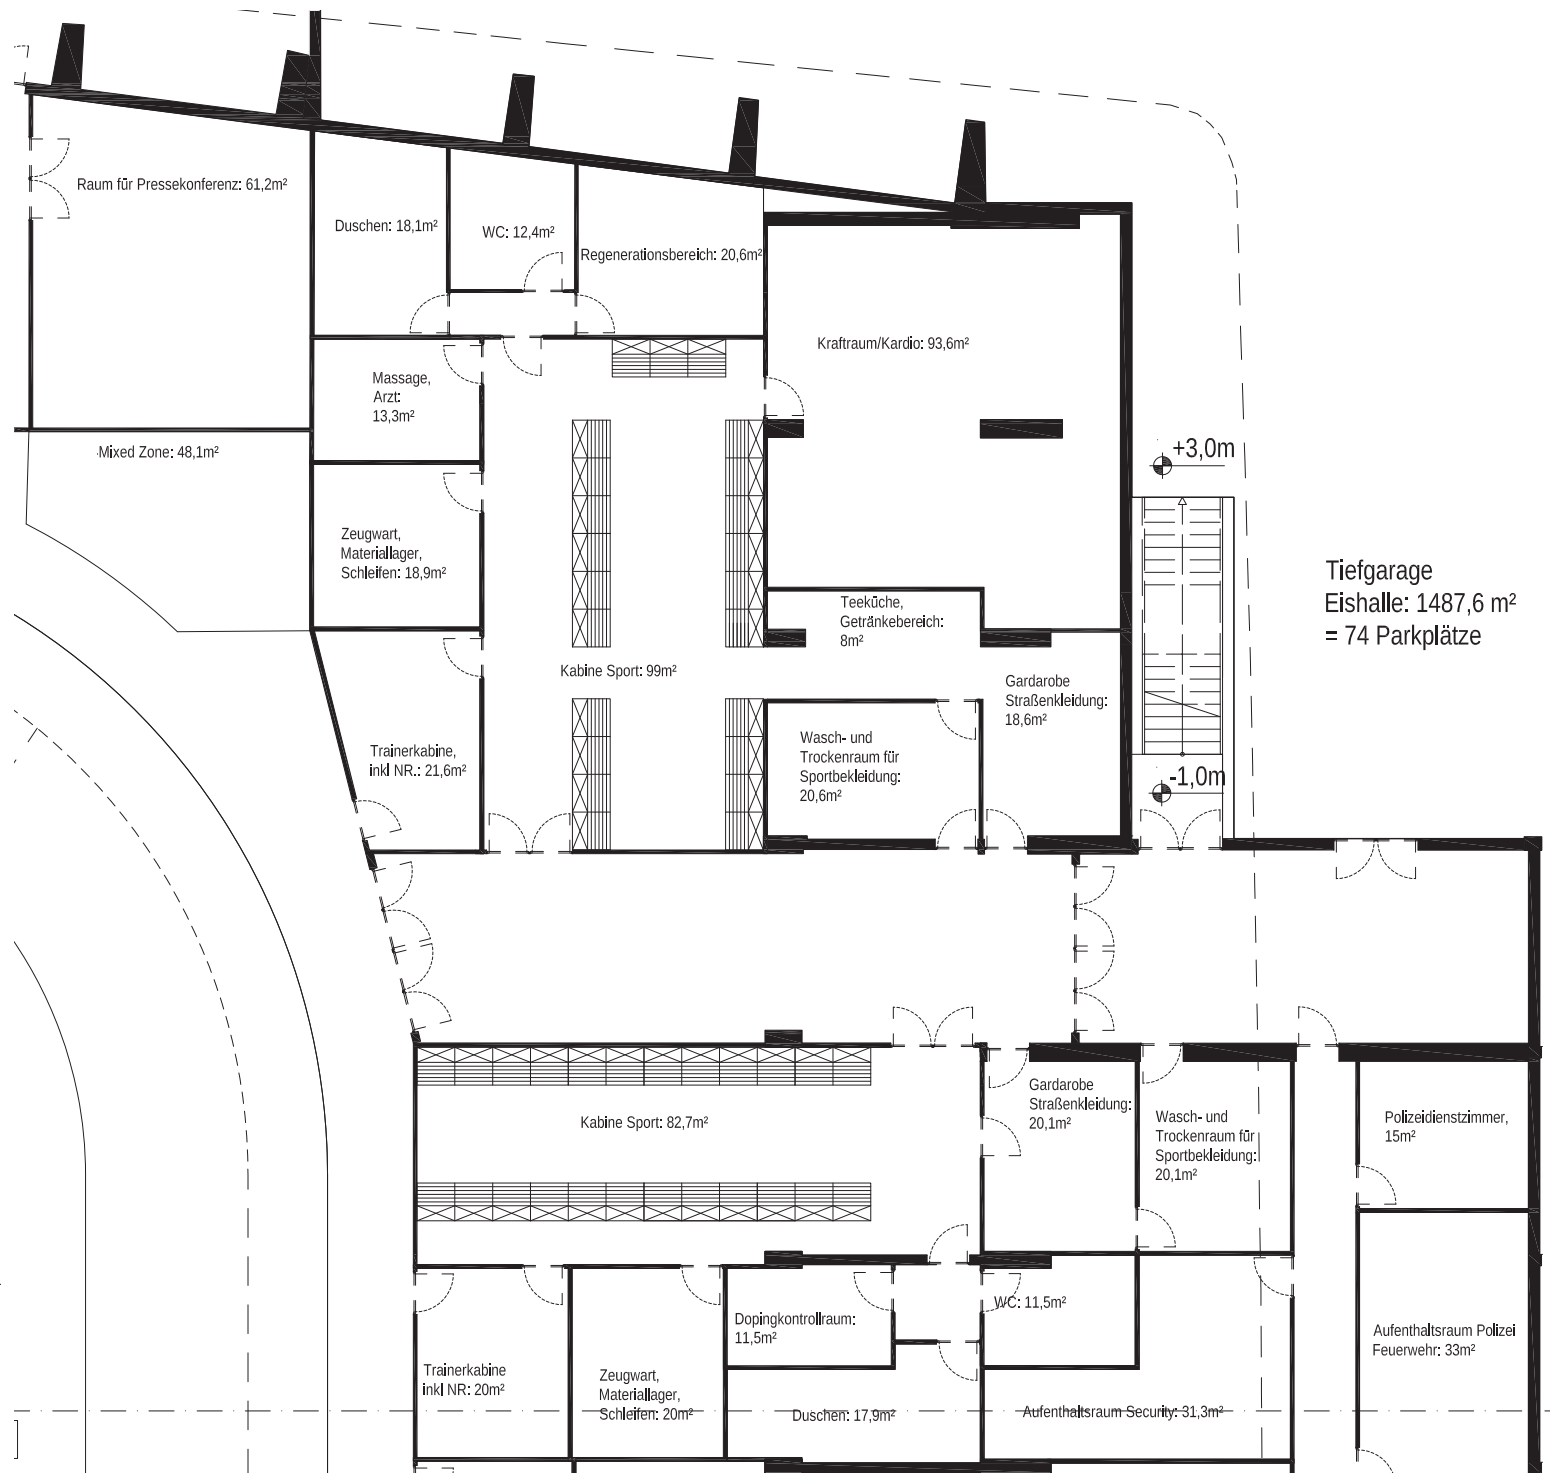 Raum für Pressekonferenz: 61,2m²
Duschen: 18,1m²
WC: 12,4m²
Regenerationsbereich: 20,6m²
Kraftraum/Kardio: 93,6m²
Massage,
Arzt:
13,3m²
Mixed Zone: 48,1m²
+3,0m
Zeugwart,
Materiallager,
Schleifen: 18,9m²
Tiefgarage
Eishalle: 1487,6 m²
= 74 Parkplätze
Teeküche,
Getränkebereich:
8m²
Kabine Sport: 99m²
Gardarobe
Straßenkleidung:
18,6m²
Trainerkabine,
inkl NR.: 21,6m²
Wasch- und
Trockenraum für
Sportbekleidung:
20,6m²
-1,0m
Kabine Sport: 82,7m²
Gardarobe
Straßenkleidung:
20,1m²
Wasch- und
Trockenraum für
Sportbekleidung:
20,1m²
Polizeidienstzimmer,
15m²
Dopingkontrollraum:
11,5m²
WC: 11,5m²
Aufenthaltsraum Polizei
Feuerwehr: 33m²
Trainerkabine
inkl NR: 20m²
Zeugwart,
Materiallager,
Schleifen: 20m²
Duschen: 17,9m²
Aufenthaltsraum Security: 31,3m²